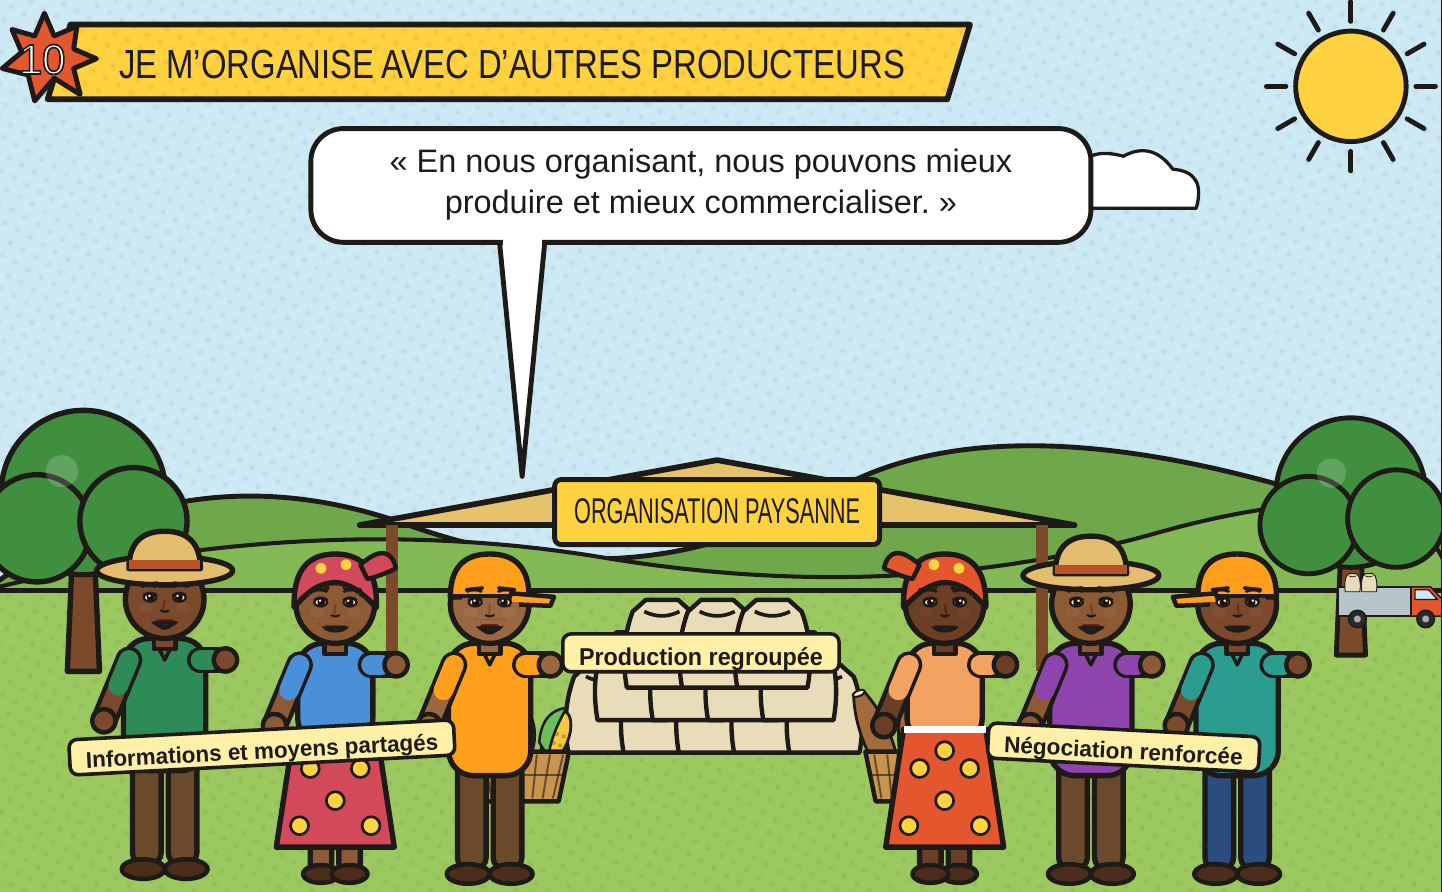 10
JE M’ORGANISE AVEC D’AUTRES PRODUCTEURS
« En nous organisant, nous pouvons mieux
produire et mieux commercialiser. »
ORGANISATION PAYSANNE
Production regroupée
Informations et moyens partagés
Négociation renforcée